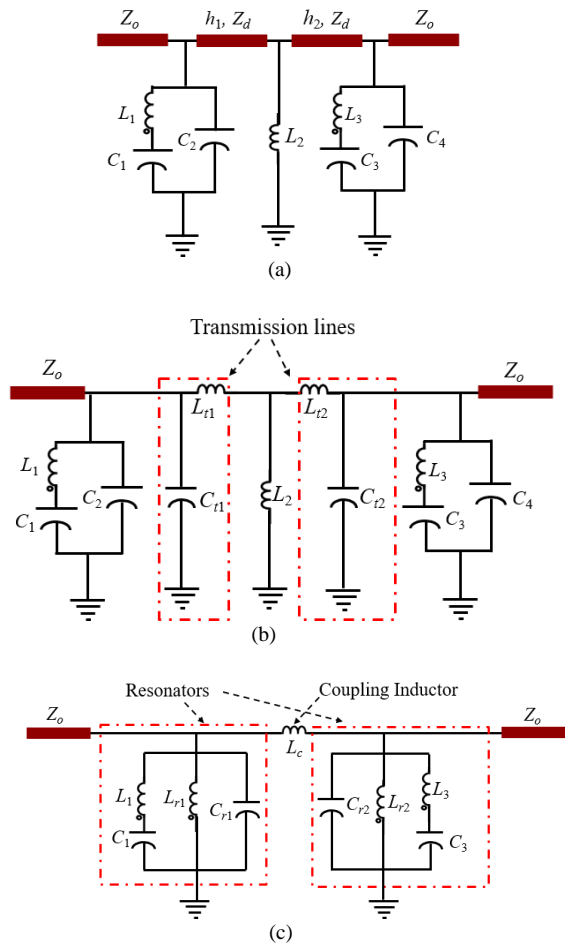 Zo h1, Zd h2, Zd Zo
L1 C2 L2 L3 C4
C1 C3
(a)
Transmission lines
Zo Zo
Lt1 Lt2
L1 L3
C2 Ct1 L2 Ct2 C4
C1 C3
(b)
Resonators Coupling Inductor
Zo Zo
Lc
L1 Lr1 Cr1 Cr2 Lr2 L3
C1 C3
(c)